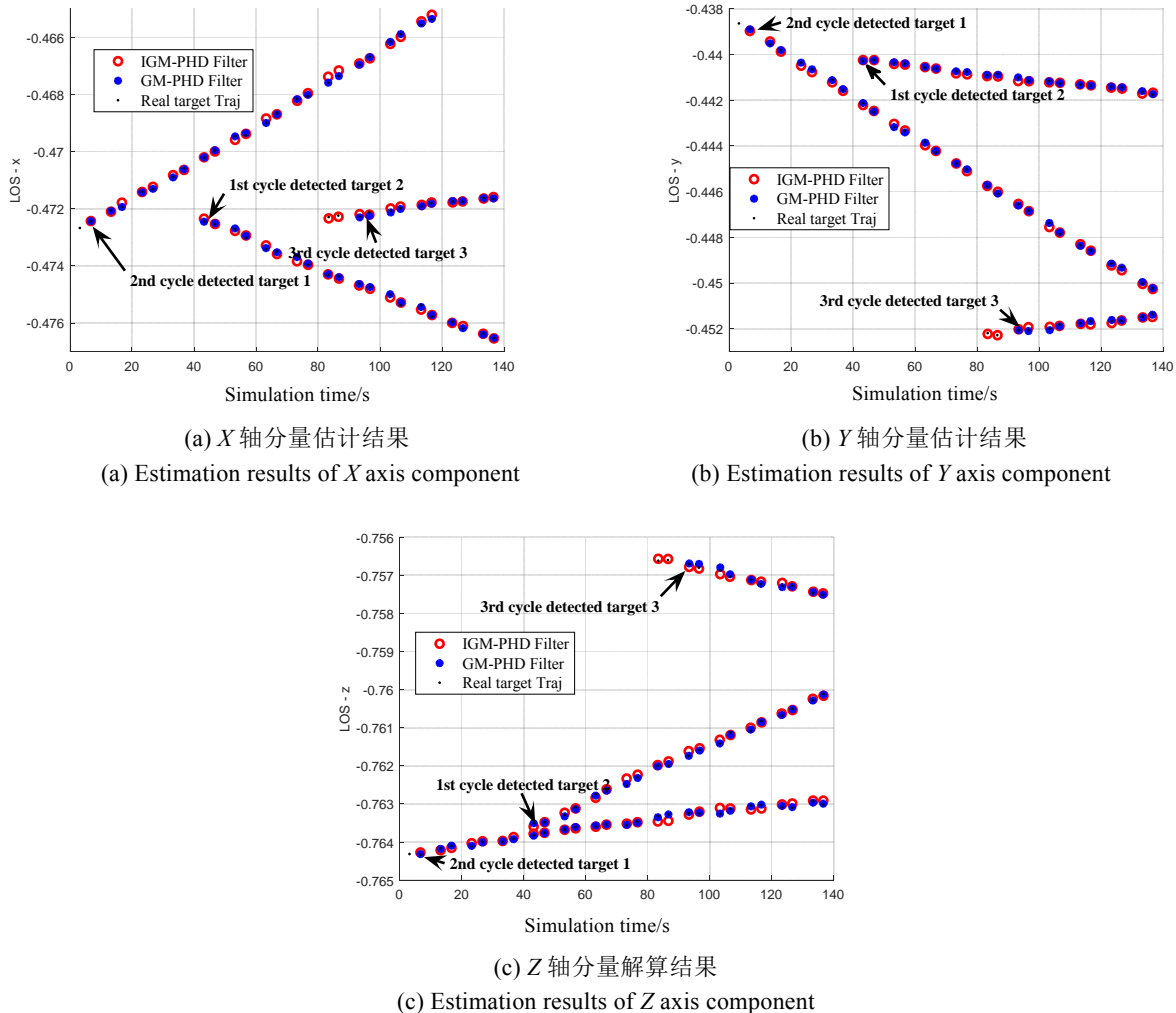 LOS - x
-0.466
-0.468
-0.47
-0.472
-0.474
-0.476
IGM-PHD Filter
GM-PHD Filter
Real target Traj
1st cycle detected target 2
3rd cycle detected target 3
2nd cycle detected target 1
0 20 40 60 80 100 120 140
Simulation time/s
(a) X 轴分量估计结果
(a) Estimation results of X axis component
LOS - y
-0.438
-0.44
-0.442
-0.444
-0.446
-0.448
-0.45
-0.452
2nd cycle detected target 1
1st cycle detected target 2
IGM-PHD Filter
GM-PHD Filter
Real target Traj
3rd cycle detected target 3
0 20 40 60 80 100 120 140
Simulation time/s
(b) Y 轴分量估计结果
(b) Estimation results of Y axis component
LOS - z
-0.756
-0.757
-0.758
-0.759
-0.76
-0.761
-0.762
-0.763
-0.764
-0.765
3rd cycle detected target 3
IGM-PHD Filter
GM-PHD Filter
Real target Traj
1st cycle detected target 2
2nd cycle detected target 1
0 20 40 60 80 100 120 140
Simulation time/s
(c) Z 轴分量解算结果
(c) Estimation results of Z axis component